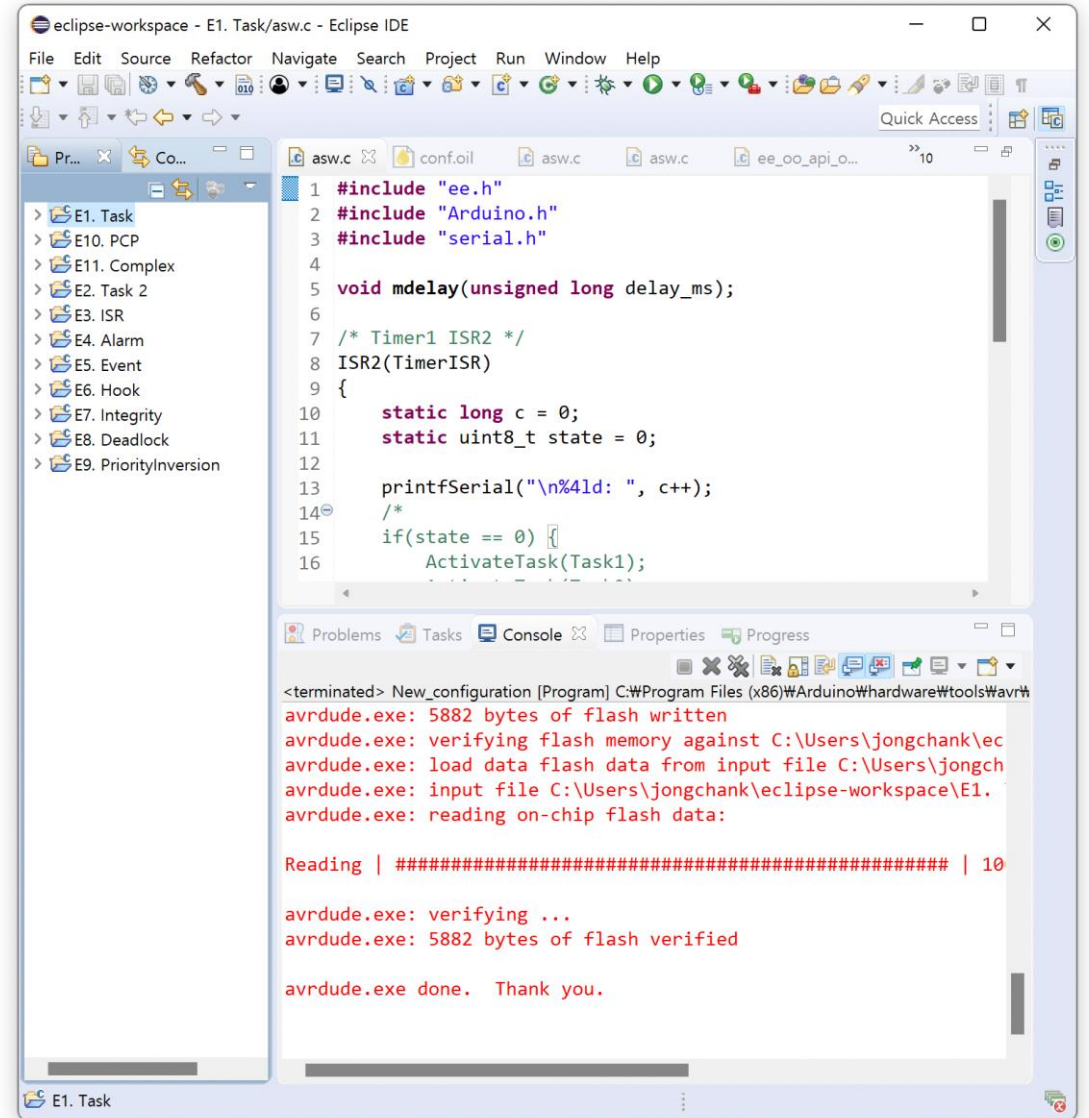 eclipse-workspace - E1. Task/asw.c - Eclipse IDE
File Edit Source Refactor Navigate Search Project Run Window Help
010
Quick Access
Pr...
Co...
E1. Task
E10. PCP
E11. Complex
E2. Task 2
E3. ISR
E4. Alarm
E5. Event
E6. Hook
E7. Integrity
E8. Deadlock
E9. PriorityInversion
asw.c conf.oil asw.c asw.c ee_oo_api_o... »10
1 #include "ee.h"
2 #include "Arduino.h"
3 #include "serial.h"
4
5 void mdelay(unsigned long delay_ms);
6
7 /* Timer1 ISR2 */
8 ISR2(TimerISR)
9 {
10 static long c = 0;
11 static uint8_t state = 0;
12
13 printfSerial("\n%4ld: ", c++);
14 /*
15 if(state == 0) {
16 ActivateTask(Task1);
Problems Tasks Console Properties Progress
<terminated> New_configuration [Program] C:₩Program Files (x86)₩Arduino₩hardware₩tools₩avr₩
avrdude.exe: 5882 bytes of flash written
avrdude.exe: verifying flash memory against C:\Users\jongchank\ec
avrdude.exe: load data flash data from input file C:\Users\jongch
avrdude.exe: input file C:\Users\jongchank\eclipse-workspace\E1.
avrdude.exe: reading on-chip flash data:
Reading | ################################################## | 10
avrdude.exe: verifying ...
avrdude.exe: 5882 bytes of flash verified
avrdude.exe done.  Thank you.
E1. Task